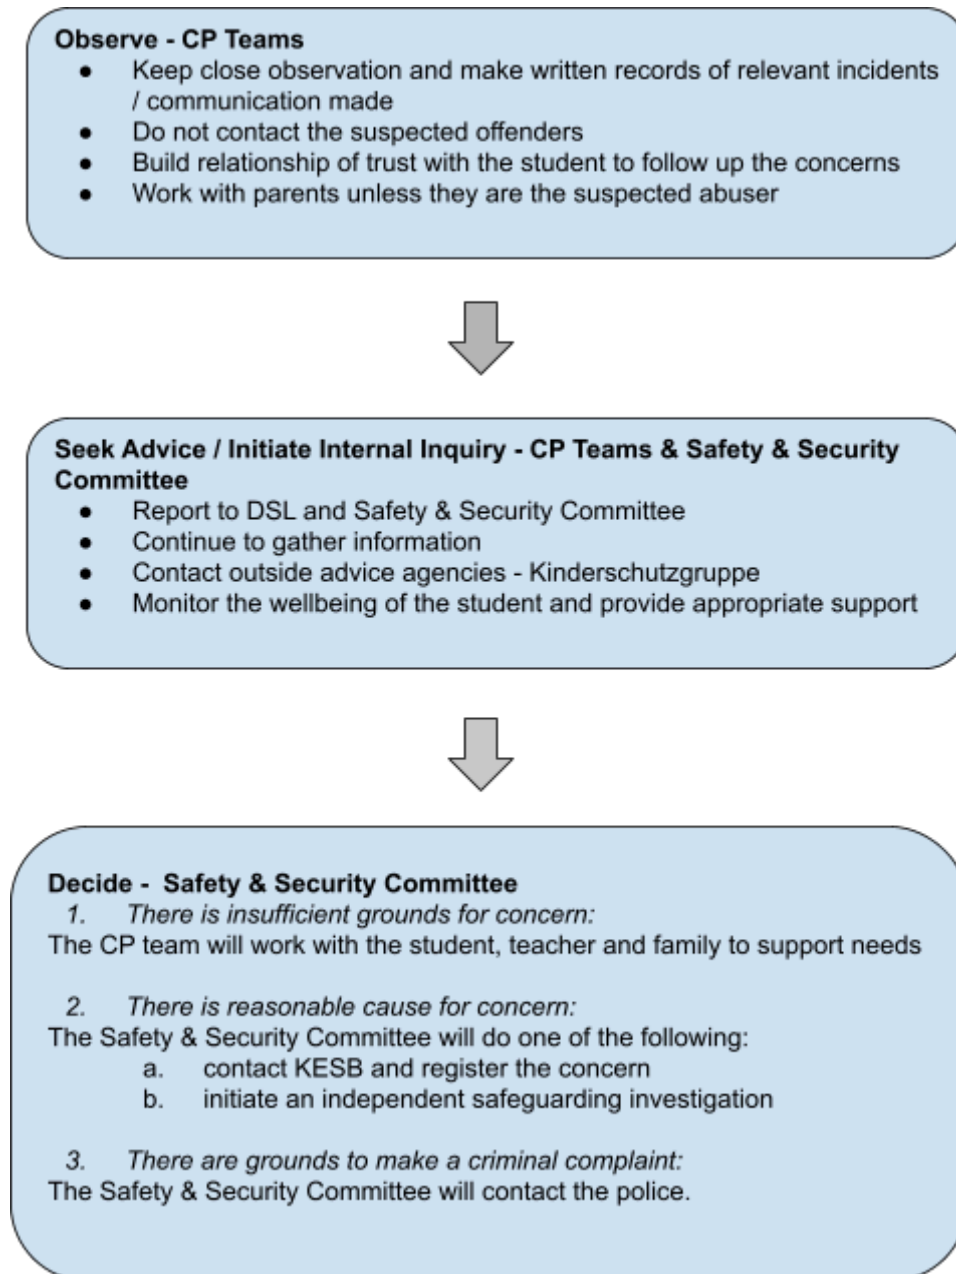 Observe - CP Teams
● Keep close observation and make written records of relevant incidents
/ communication made
● Do not contact the suspected offenders
● Build relationship of trust with the student to follow up the concerns
● Work with parents unless they are the suspected abuser
Seek Advice / Initiate Internal Inquiry - CP Teams & Safety & Security
Committee
● Report to DSL and Safety & Security Committee
● Continue to gather information
● Contact outside advice agencies - Kinderschutzgruppe
● Monitor the wellbeing of the student and provide appropriate support
Decide - Safety & Security Committee
1. There is insufficient grounds for concern:
The CP team will work with the student, teacher and family to support needs
2. There is reasonable cause for concern:
The Safety & Security Committee will do one of the following:
a. contact KESB and register the concern
b. initiate an independent safeguarding investigation
3. There are grounds to make a criminal complaint:
The Safety & Security Committee will contact the police.